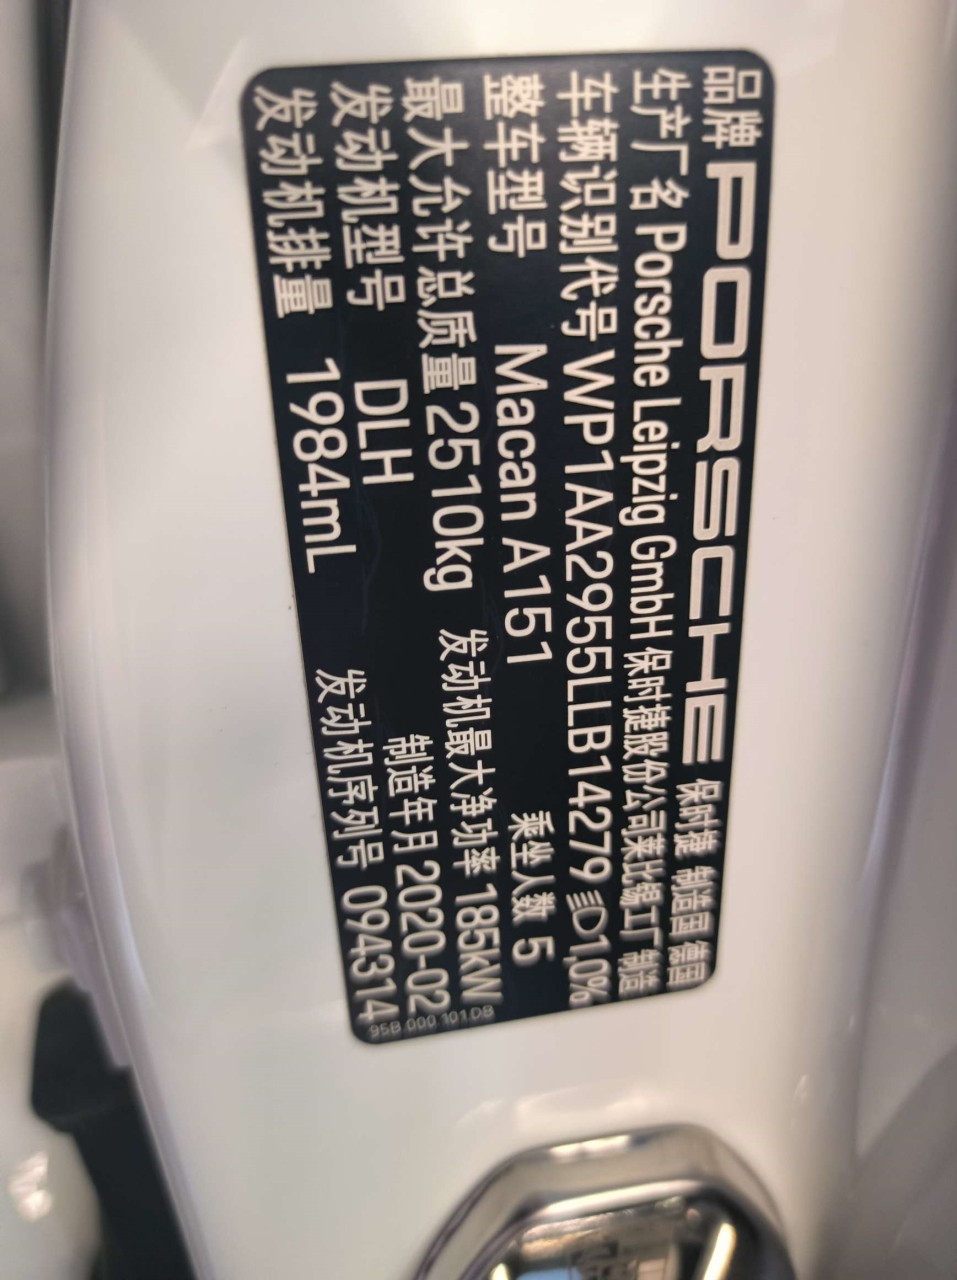 品牌 PORSCHE 保时捷 制造国 德国
生产厂名 Porsche Leipzig GmbH 保时捷股份公司莱比锡工厂 制造
车辆识别代号 WP1AA2955LLB14279 1,0%
整车型号 Macan A151 乘坐人数 5
最大允许总质量 2510kg 发动机最大净功率 185kW
发动机型号 DLH 制造年月 2020-02
发动机排量 1984mL 发动机序列号 094314
95B.000.101.DB